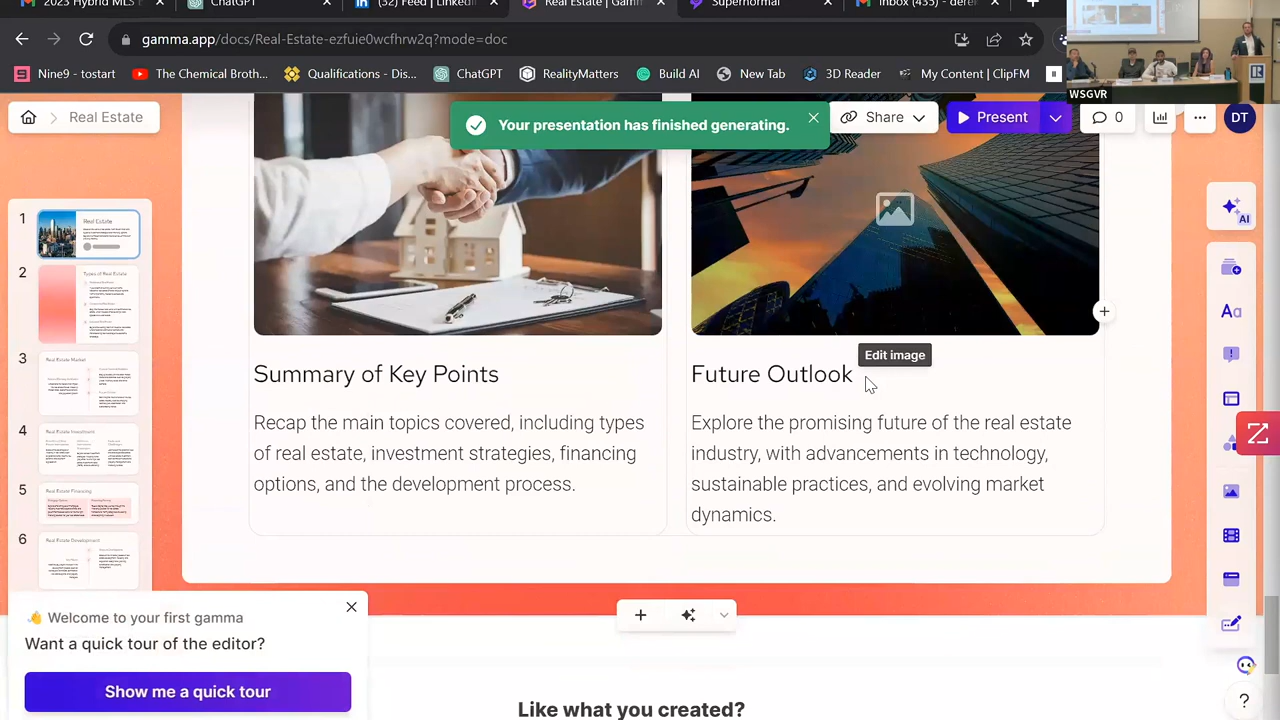 2023 Hybrid MLS
ChatGPT
(52) Feed | LinkedI
Real Estate | Gam
Supernormal
Inbox (435) - dere
gamma.app/docs/Real-Estate-
?mode=doc
Nine9 - tostart
The Chemical Broth...
Qualifications - Dis...
ChatGPT
RealityMatters
Build AI
New Tab
3D Reader
My Content | ClipFM
WSGVR
Real Estate
Your presentation has finished generating.
Share
Present
0
DT
AI
Aa
1
Real Estate
2
Types of Real Estate
3
Real Estate Market
4
Real Estate Investment
5
Real Estate Financing
6
Real Estate Development
Edit image
Summary of Key Points
Recap the main topics covered, including types
of real estate, investment strategies, financing
options, and the development process.
Future Outlook
Explore the promising future of the real estate
industry, with advancements in technology,
sustainable practices, and evolving market
dynamics.
Welcome to your first gamma
Want a quick tour of the editor?
Show me a quick tour
Like what you created?
?